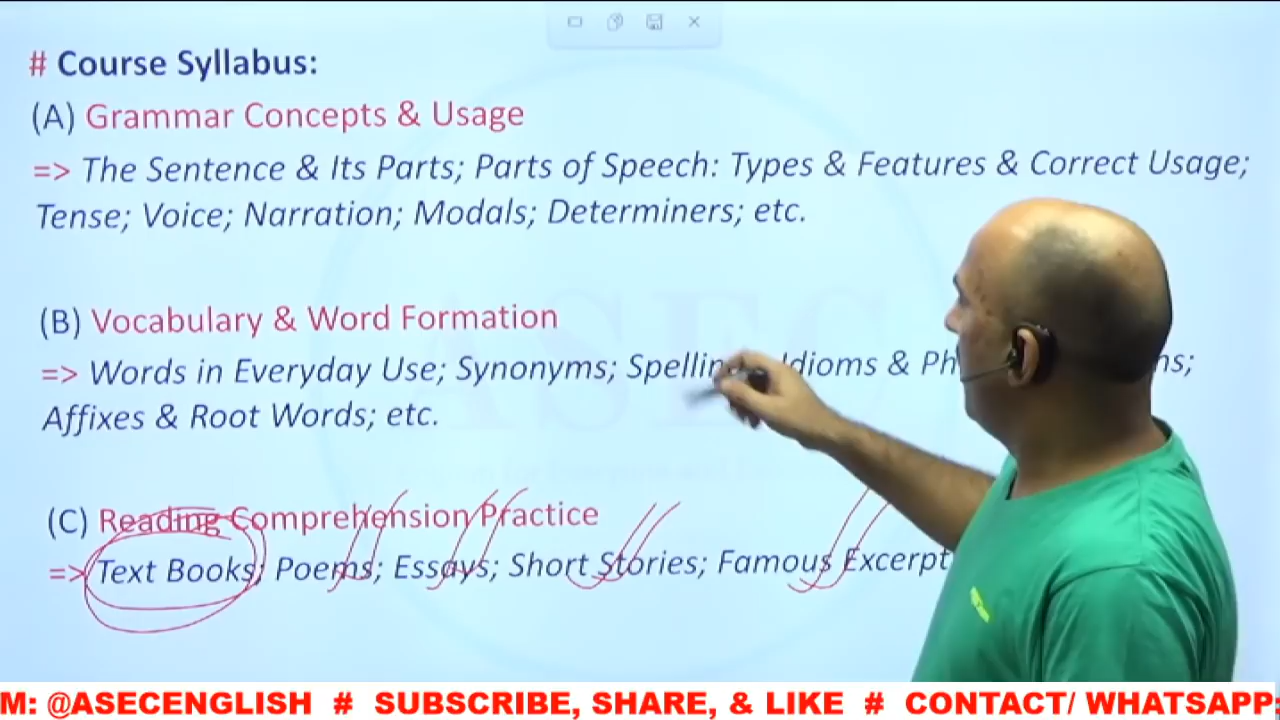 # Course Syllabus:
(A) Grammar Concepts & Usage
=> The Sentence & Its Parts; Parts of Speech: Types & Features & Correct Usage;
Tense; Voice; Narration; Modals; Determiners; etc.
(B) Vocabulary & Word Formation
=> Words in Everyday Use; Synonyms; Idioms &
Affixes & Root Words; etc.
(C) Reading Comprehension Practice
=> Text Books; Poems; Essays; Short Stories; Famous
M: @ASECENGLISH # SUBSCRIBE, SHARE, & LIKE # CONTACT/ WHATSAPP: